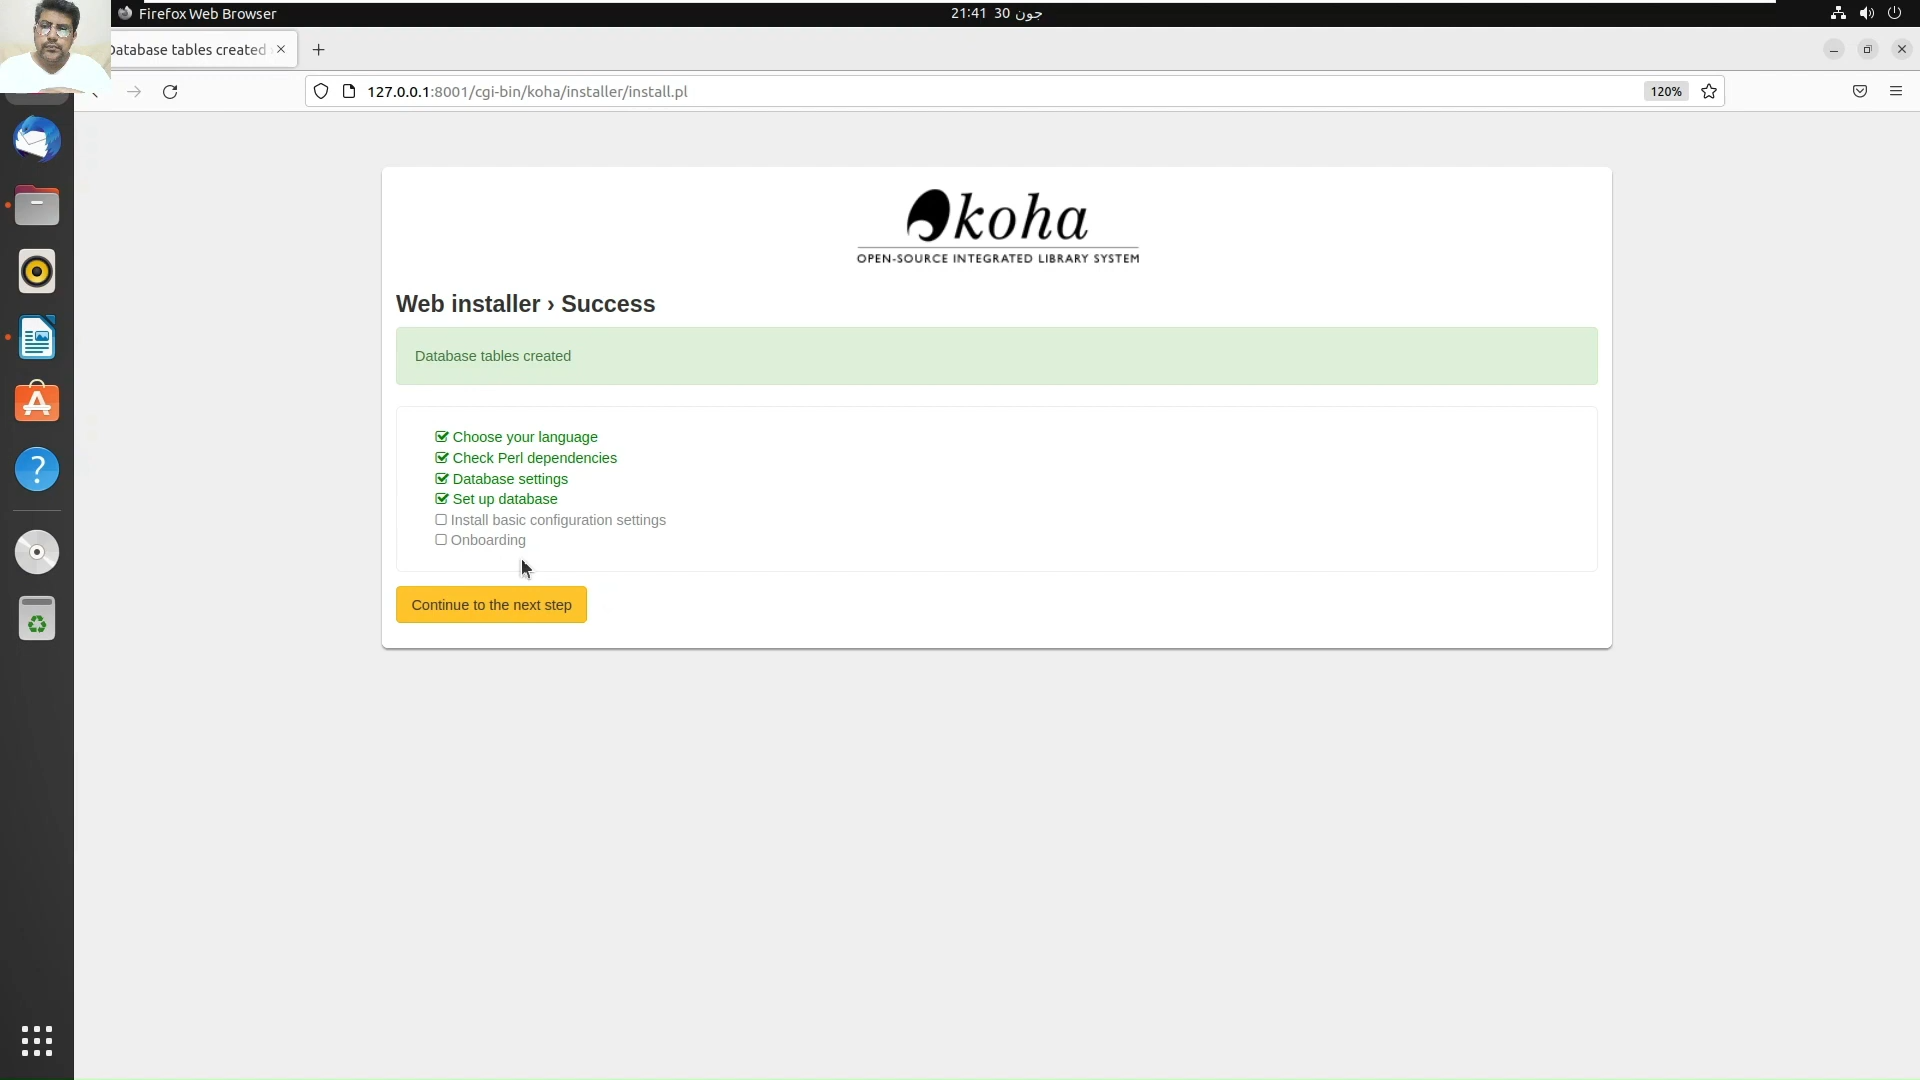 Firefox Web Browser
21:41 30 جون
Database tables created
127.0.0.1:8001/cgi-bin/koha/installer/install.pl
120%
koha
OPEN-SOURCE INTEGRATED LIBRARY SYSTEM
Web installer › Success
Database tables created
Choose your language
Check Perl dependencies
Database settings
Set up database
Install basic configuration settings
Onboarding
Continue to the next step